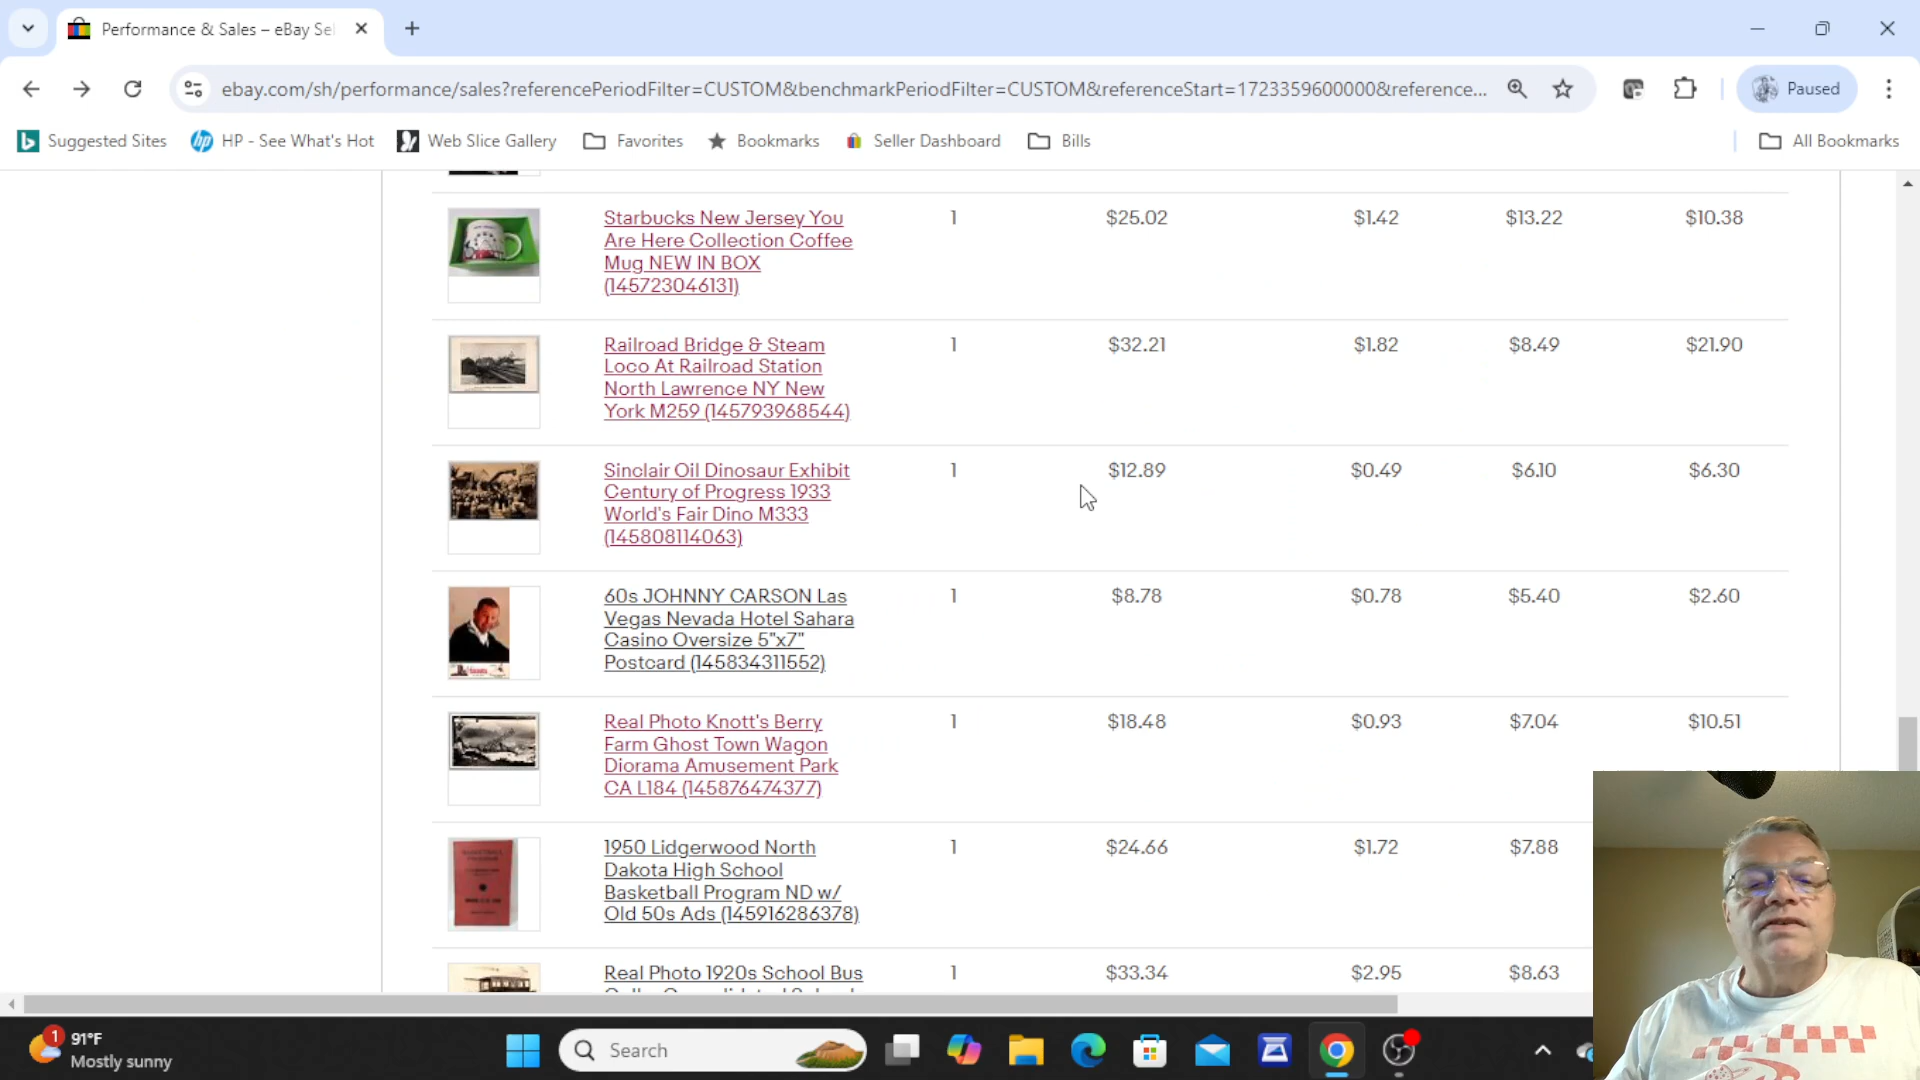 Performance & Sales – eBay Se
ebay.com/sh/performance/sales?referencePeriodFilter=CUSTOM&benchmarkPeriodFilter=CUSTOM&referenceStart=1723359600000&reference...
Paused
Suggested Sites
HP - See What's Hot
Web Slice Gallery
Favorites
Bookmarks
Seller Dashboard
Bills
All Bookmarks
Starbucks New Jersey You
Are Here Collection Coffee
Mug NEW IN BOX
(145723046131)
1 $25.02 $1.42 $13.22 $10.38
Railroad Bridge & Steam
Loco At Railroad Station
North Lawrence NY New
York M259 (145793968544)
1 $32.21 $1.82 $8.49 $21.90
Sinclair Oil Dinosaur Exhibit
Century of Progress 1933
World's Fair Dino M333
(145808114063)
1 $12.89 $0.49 $6.10 $6.30
60s JOHNNY CARSON Las
Vegas Nevada Hotel Sahara
Casino Oversize 5"x7"
Postcard (145834311552)
1 $8.78 $0.78 $5.40 $2.60
Real Photo Knott's Berry
Farm Ghost Town Wagon
Diorama Amusement Park
CA L184 (145876474377)
1 $18.48 $0.93 $7.04 $10.51
1950 Lidgerwood North
Dakota High School
Basketball Program ND w/
Old 50s Ads (145916286378)
1 $24.66 $1.72 $7.88
Real Photo 1920s School Bus
1 $33.34 $2.95 $8.63
1
91°F
Mostly sunny
Search